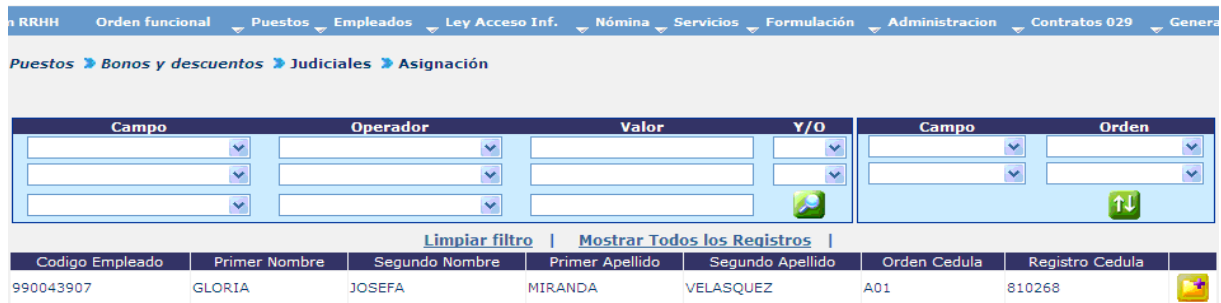 n RRHH Orden funcional Puestos Empleados Ley Acceso Inf. Nómina Servicios Formulación Administracion Contratos 029 Genera
Puestos Bonos y descuentos Judiciales Asignación
Campo Operador Valor Y/O Campo Orden
Limpiar filtro | Mostrar Todos los Registros |
Codigo Empleado Primer Nombre Segundo Nombre Primer Apellido Segundo Apellido Orden Cedula Registro Cedula
990043907 GLORIA JOSEFA MIRANDA VELASQUEZ A01 810268